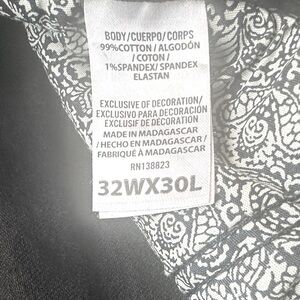 BODY/CUERPO/CORPS
99%COTTON/ALGODÓN
/COTON/
1%SPANDEX/SPANDEX
ELASTAN
EXCLUSIVE OF DECORATION/
EXCLUSIVO PARA DECORACIÓN
EXCLUSIF DE DECORATION
MADE IN MADAGASCAR
/ HECHO EN MADAGASCAR/
FABRIQUÉ À MADAGASCAR
RN138823
32WX30L